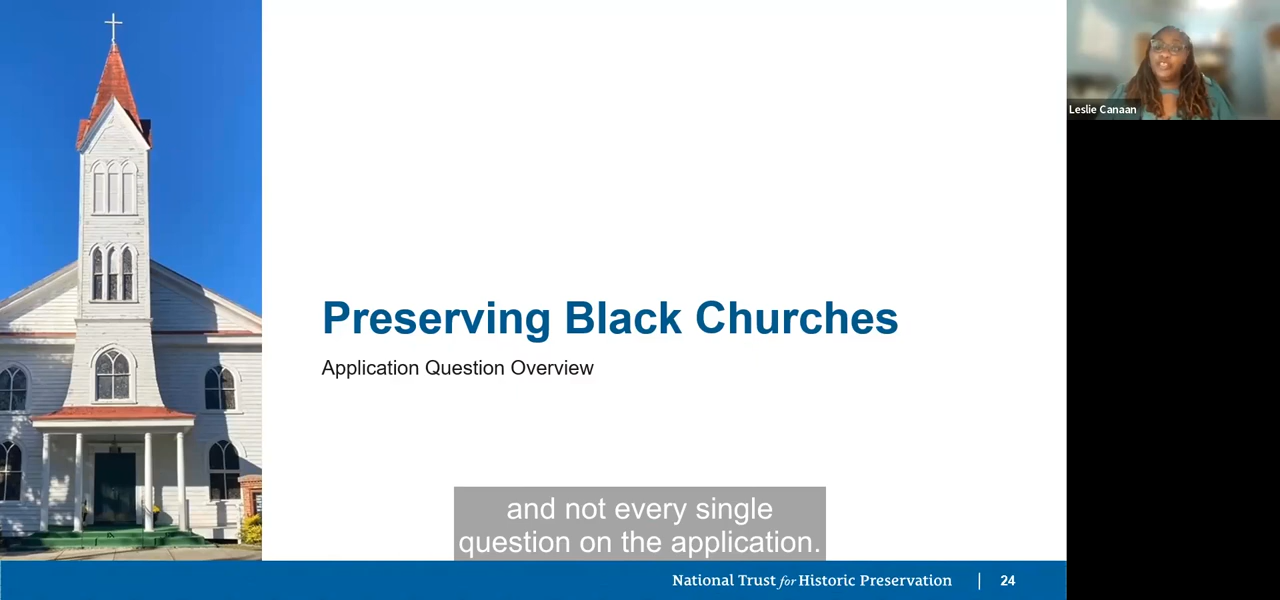 Leslie Canaan
Preserving Black Churches
Application Question Overview
and not every single
question on the application.
National Trust for Historic Preservation | 24